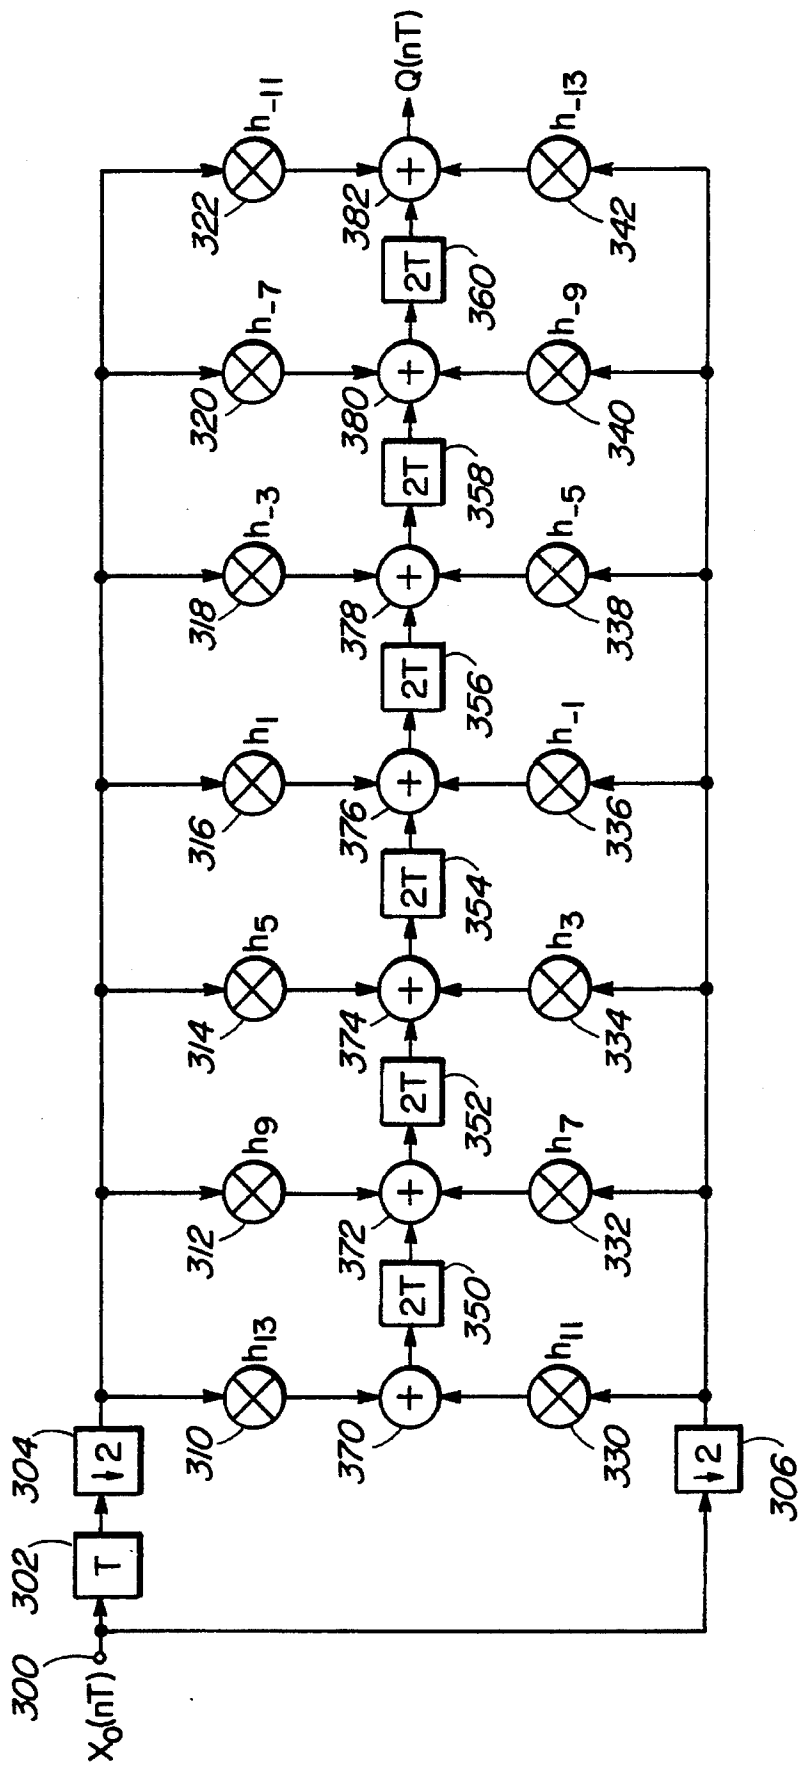 300
X₀(nT)
302
T
304
↓2
310
h₁₃
312
h₉
314
h₅
316
h₁
318
h₋₃
320
h₋₇
322
h₋₁₁
370
350
2T
372
352
2T
374
354
2T
376
356
2T
378
358
2T
380
360
2T
382
Q(nT)
330
h₁₁
332
h₇
334
h₃
336
h₋₁
338
h₋₅
340
h₋₉
342
h₋₁₃
↓2
306